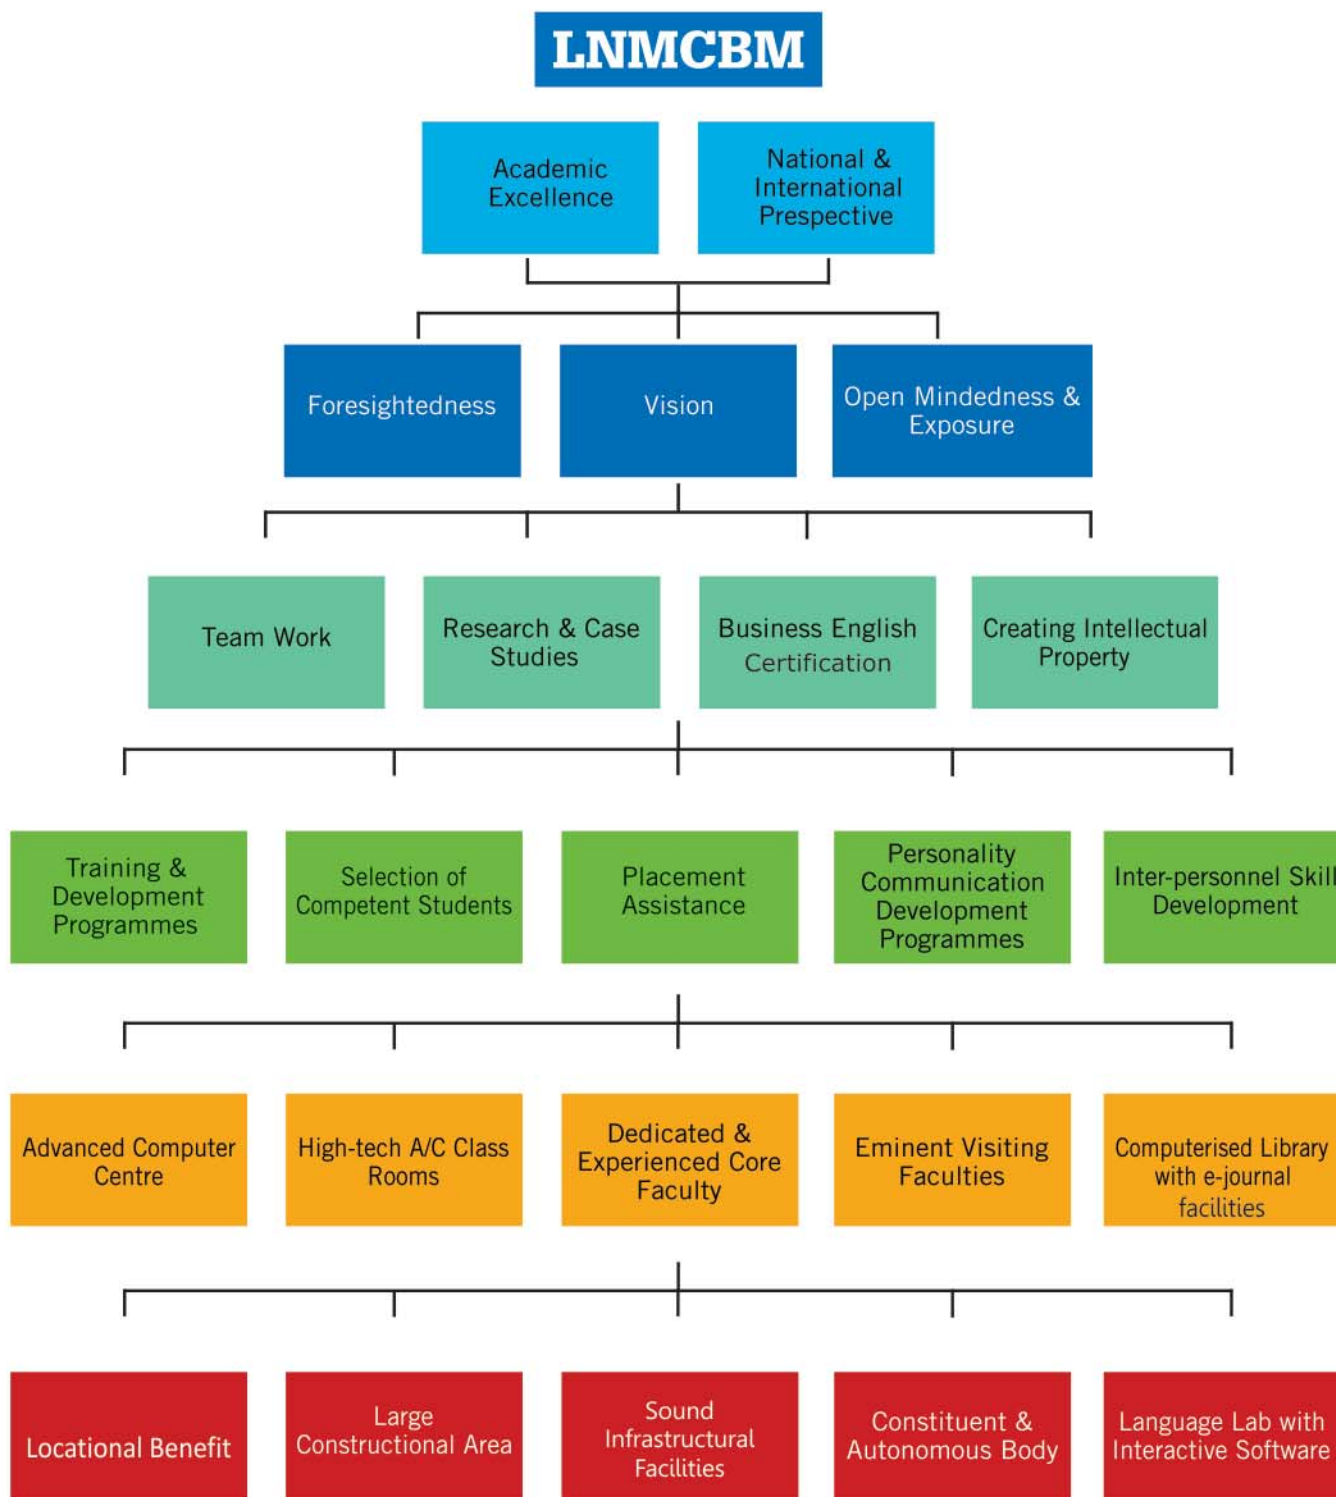 LNMCBM
Academic
Excellence
National &
International
Prespective
Foresightedness
Vision
Open Mindedness &
Exposure
Team Work
Research & Case
Studies
Business English
Certification
Creating Intellectual
Property
Training &
Development
Programmes
Selection of
Competent Students
Placement
Assistance
Personality
Communication
Development
Programmes
Inter-personnel Skill
Development
Advanced Computer
Centre
High-tech A/C Class
Rooms
Dedicated &
Experienced Core
Faculty
Eminent Visiting
Faculties
Computerised Library
with e-journal
facilities
Locational Benefit
Large
Constructional Area
Sound
Infrastructural
Facilities
Constituent &
Autonomous Body
Language Lab with
Interactive Software